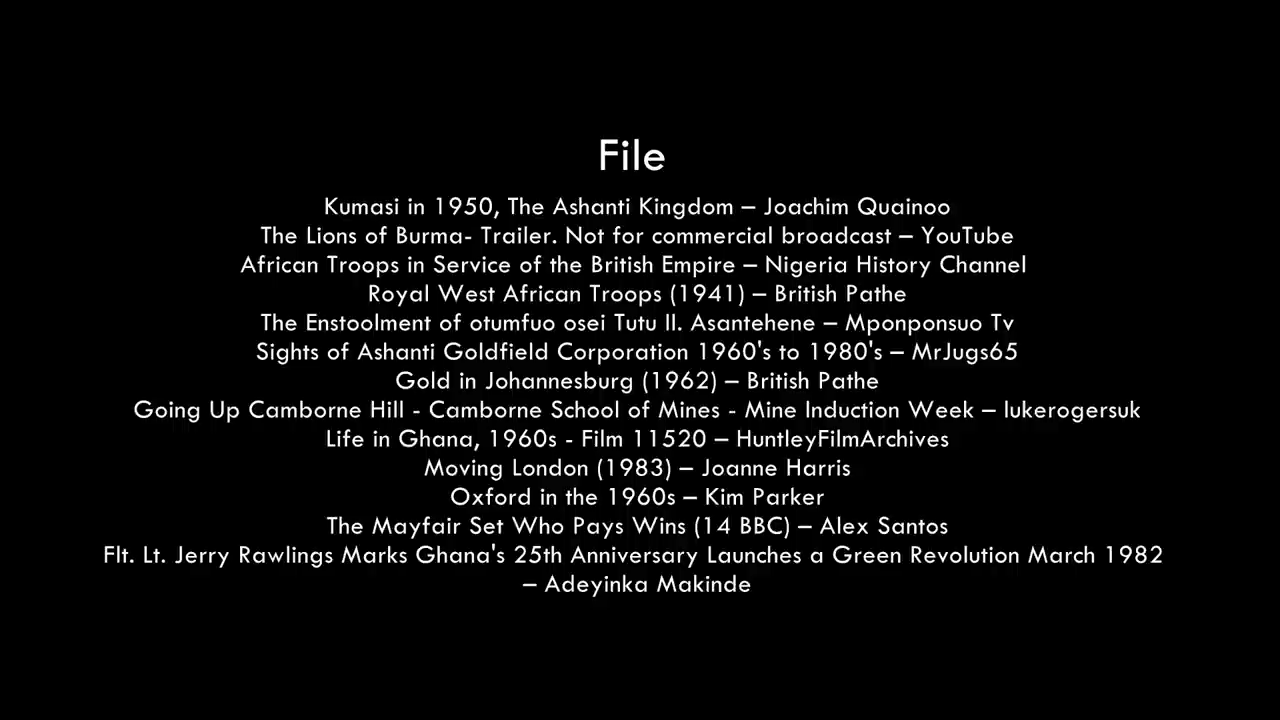 File
Kumasi in 1950, The Ashanti Kingdom – Joachim Quainoo
The Lions of Burma- Trailer. Not for commercial broadcast – YouTube
African Troops in Service of the British Empire – Nigeria History Channel
Royal West African Troops (1941) – British Pathe
The Enstoolment of otumfuo osei Tutu II. Asantehene – Mponponsuo Tv
Sights of Ashanti Goldfield Corporation 1960's to 1980's – MrJugs65
Gold in Johannesburg (1962) – British Pathe
Going Up Camborne Hill - Camborne School of Mines - Mine Induction Week – lukerogersuk
Life in Ghana, 1960s - Film 11520 – HuntleyFilmArchives
Moving London (1983) – Joanne Harris
Oxford in the 1960s – Kim Parker
The Mayfair Set Who Pays Wins (14 BBC) – Alex Santos
Flt. Lt. Jerry Rawlings Marks Ghana's 25th Anniversary Launches a Green Revolution March 1982
– Adeyinka Makinde